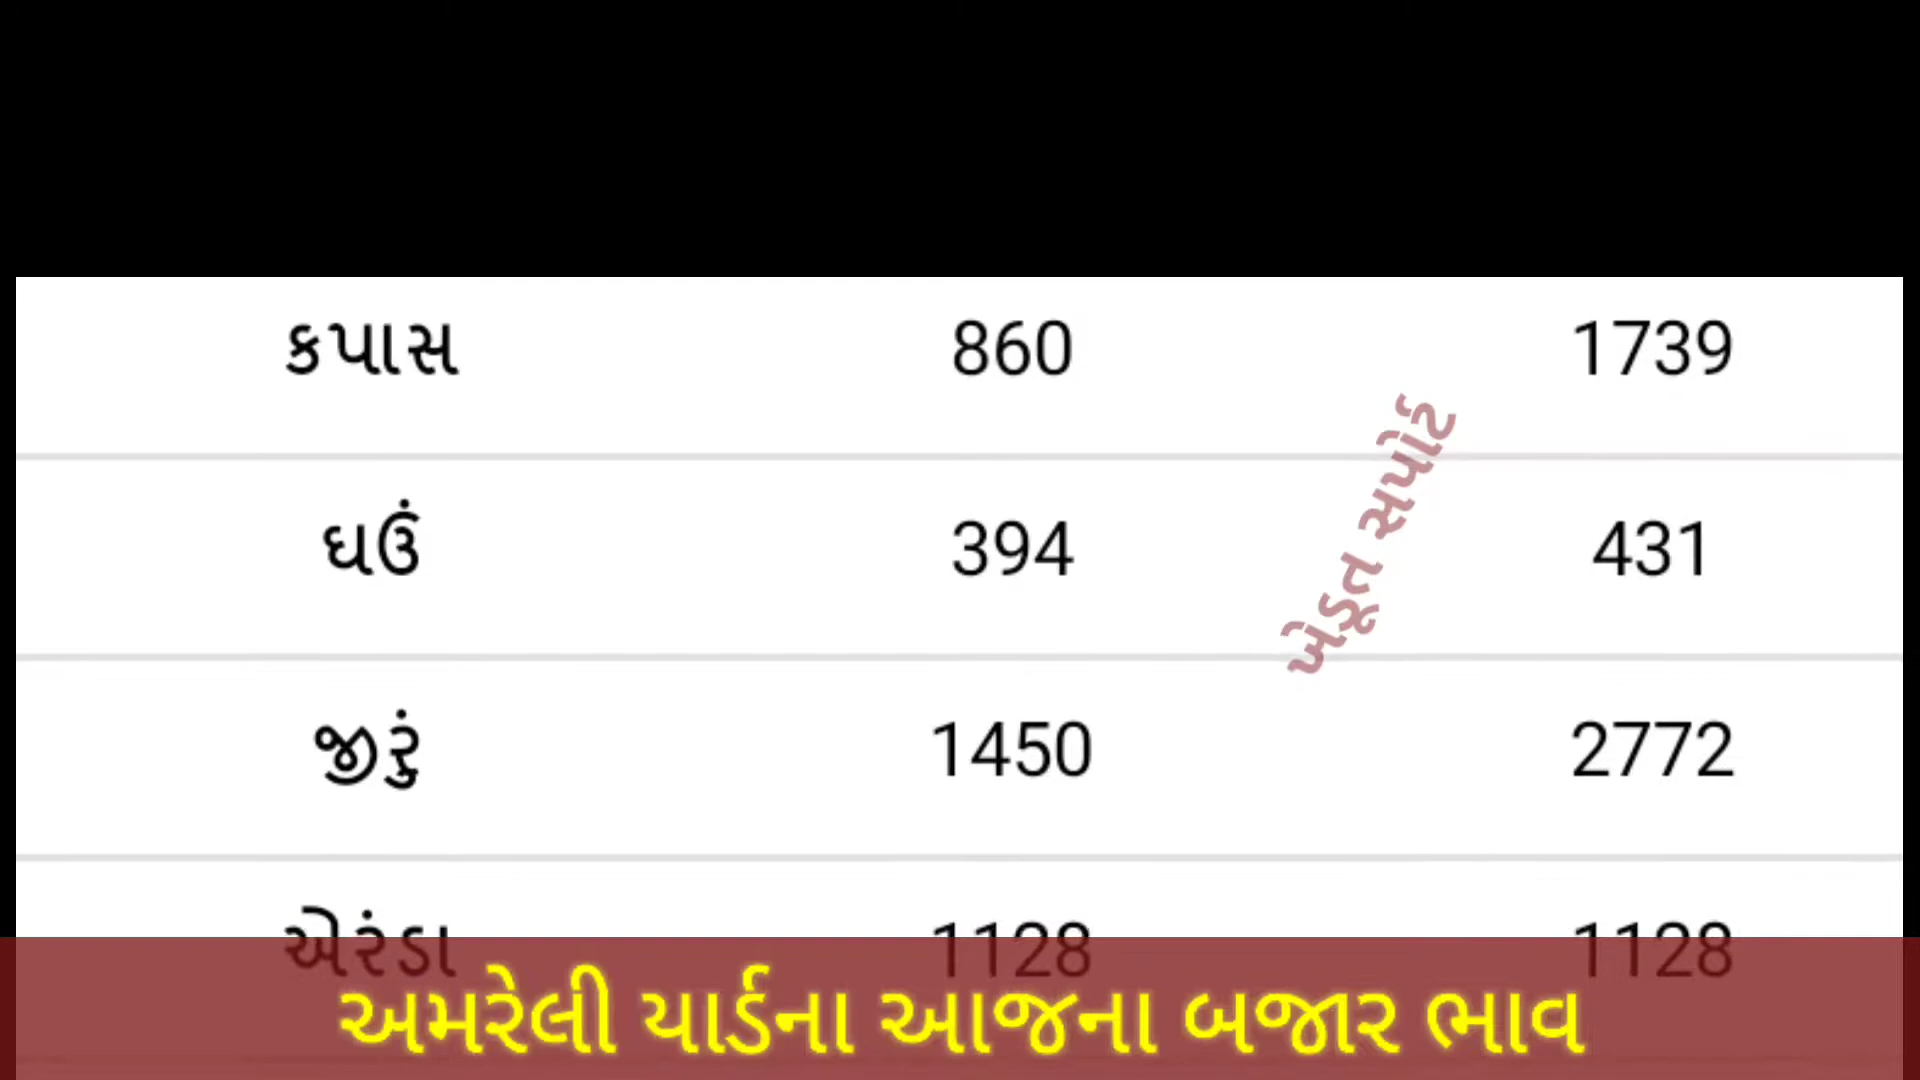 કપાસ 860 1739
ઘઉં 394 431
જીરું 1450 2772
એરંડા 1128 1128
ખેડૂત સપોર્ટ
અમરેલી યાર્ડના આજના બજાર ભાવ